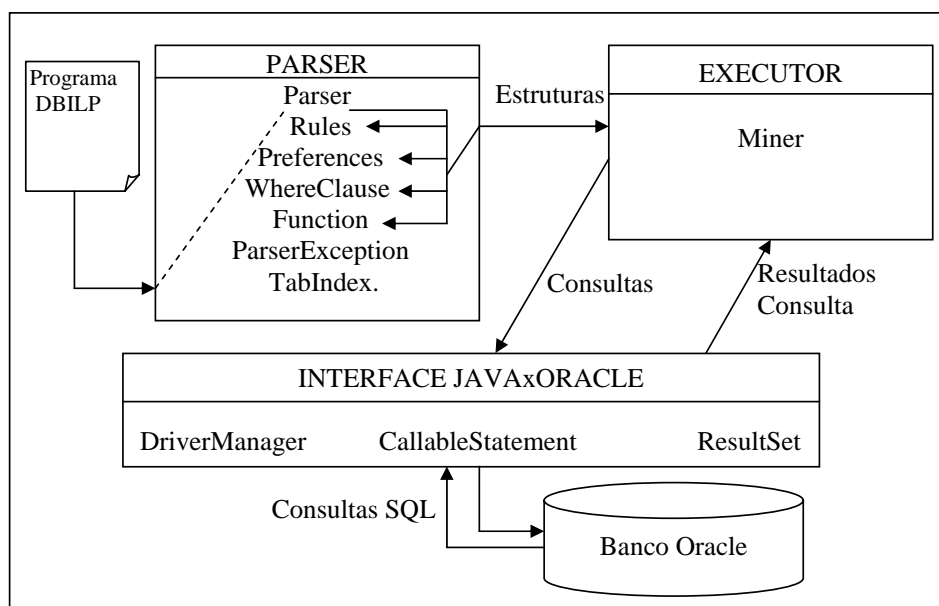 Programa
DBILP
PARSER
Parser
Rules
Preferences
WhereClause
Function
ParserException
TabIndex.
Estruturas
EXECUTOR
Miner
Consultas
Resultados
Consulta
INTERFACE JAVAxORACLE
DriverManager CallableStatement ResultSet
Consultas SQL
Banco Oracle